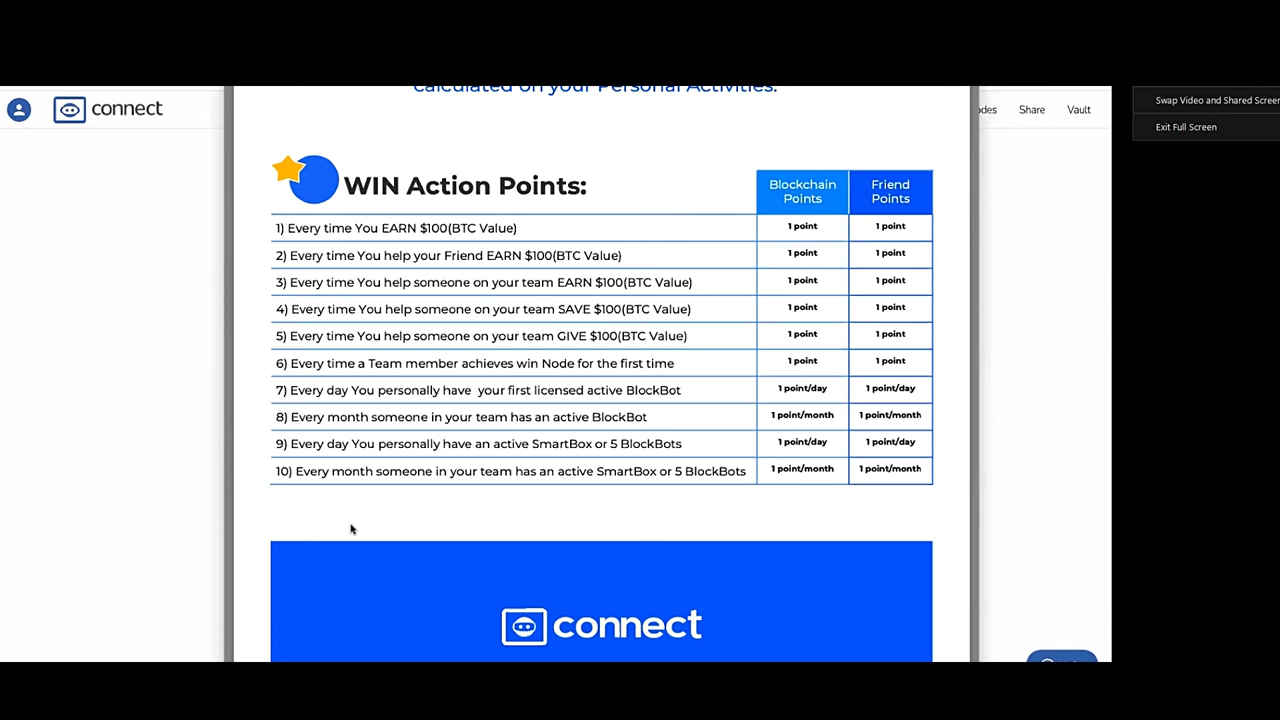 calculated on your Personal Activities.
connect
Share
Vault
Swap Video and Shared Screen
Exit Full Screen
WIN Action Points:
Blockchain Points
Friend Points
1) Every time You EARN $100(BTC Value) 1 point 1 point
2) Every time You help your Friend EARN $100(BTC Value) 1 point 1 point
3) Every time You help someone on your team EARN $100(BTC Value) 1 point 1 point
4) Every time You help someone on your team SAVE $100(BTC Value) 1 point 1 point
5) Every time You help someone on your team GIVE $100(BTC Value) 1 point 1 point
6) Every time a Team member achieves win Node for the first time 1 point 1 point
7) Every day You personally have your first licensed active BlockBot 1 point/day 1 point/day
8) Every month someone in your team has an active BlockBot 1 point/month 1 point/month
9) Every day You personally have an active SmartBox or 5 BlockBots 1 point/day 1 point/day
10) Every month someone in your team has an active SmartBox or 5 BlockBots 1 point/month 1 point/month
connect